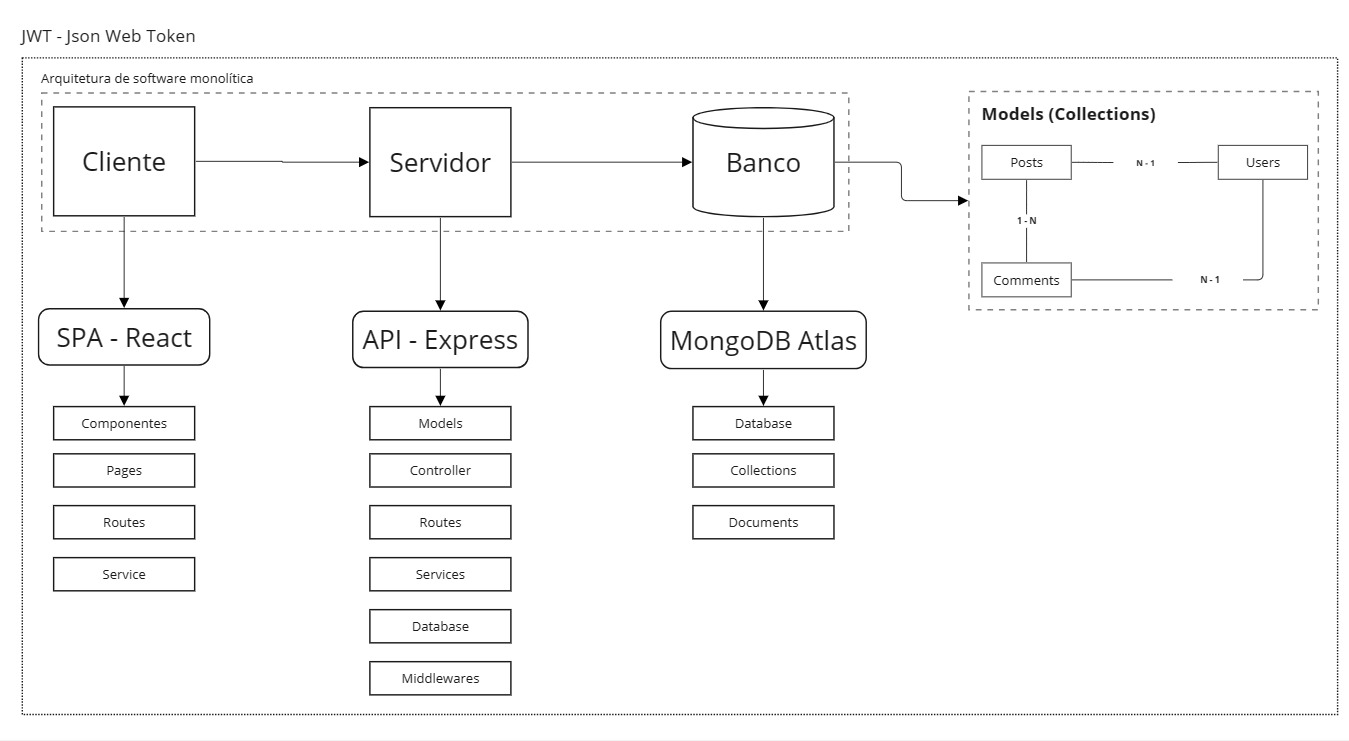 JWT - Json Web Token
Arquitetura de software monolítica
Cliente
Servidor
Banco
Models (Collections)
Posts
N - 1
Users
1 - N
Comments
N - 1
SPA - React
API - Express
MongoDB Atlas
Componentes
Pages
Routes
Service
Models
Controller
Routes
Services
Database
Middlewares
Database
Collections
Documents